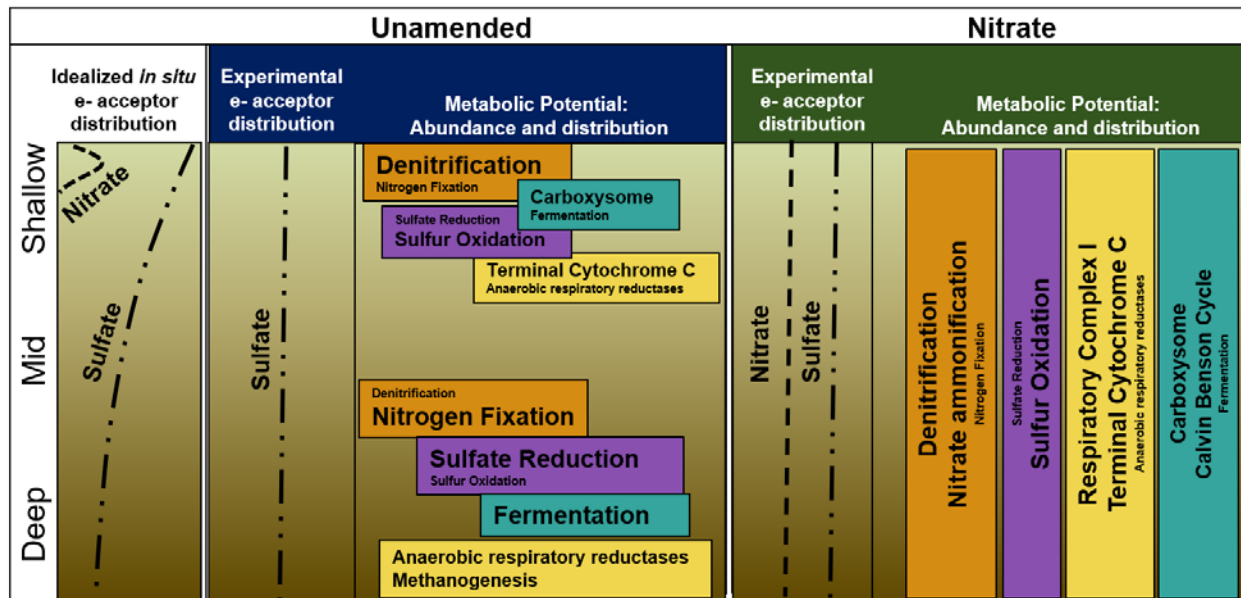 Unamended
Nitrate
Idealized in situ
e- acceptor
distribution
Experimental
e- acceptor
distribution
Metabolic Potential:
Abundance and distribution
Experimental
e- acceptor
distribution
Metabolic Potential:
Abundance and distribution
Shallow
Mid
Deep
Nitrate
Sulfate
Sulfate
Denitrification
Nitrogen Fixation
Carboxysome
Fermentation
Sulfate Reduction
Sulfur Oxidation
Terminal Cytochrome C
Anaerobic respiratory reductases
Denitrification
Nitrogen Fixation
Sulfate Reduction
Sulfur Oxidation
Fermentation
Anaerobic respiratory reductases
Methanogenesis
Nitrate
Sulfate
Denitrification
Nitrate ammonification
Nitrogen Fixation
Sulfate Reduction
Sulfur Oxidation
Respiratory Complex I
Terminal Cytochrome C
Anaerobic respiratory reductases
Carboxysome
Calvin Benson Cycle
Fermentation